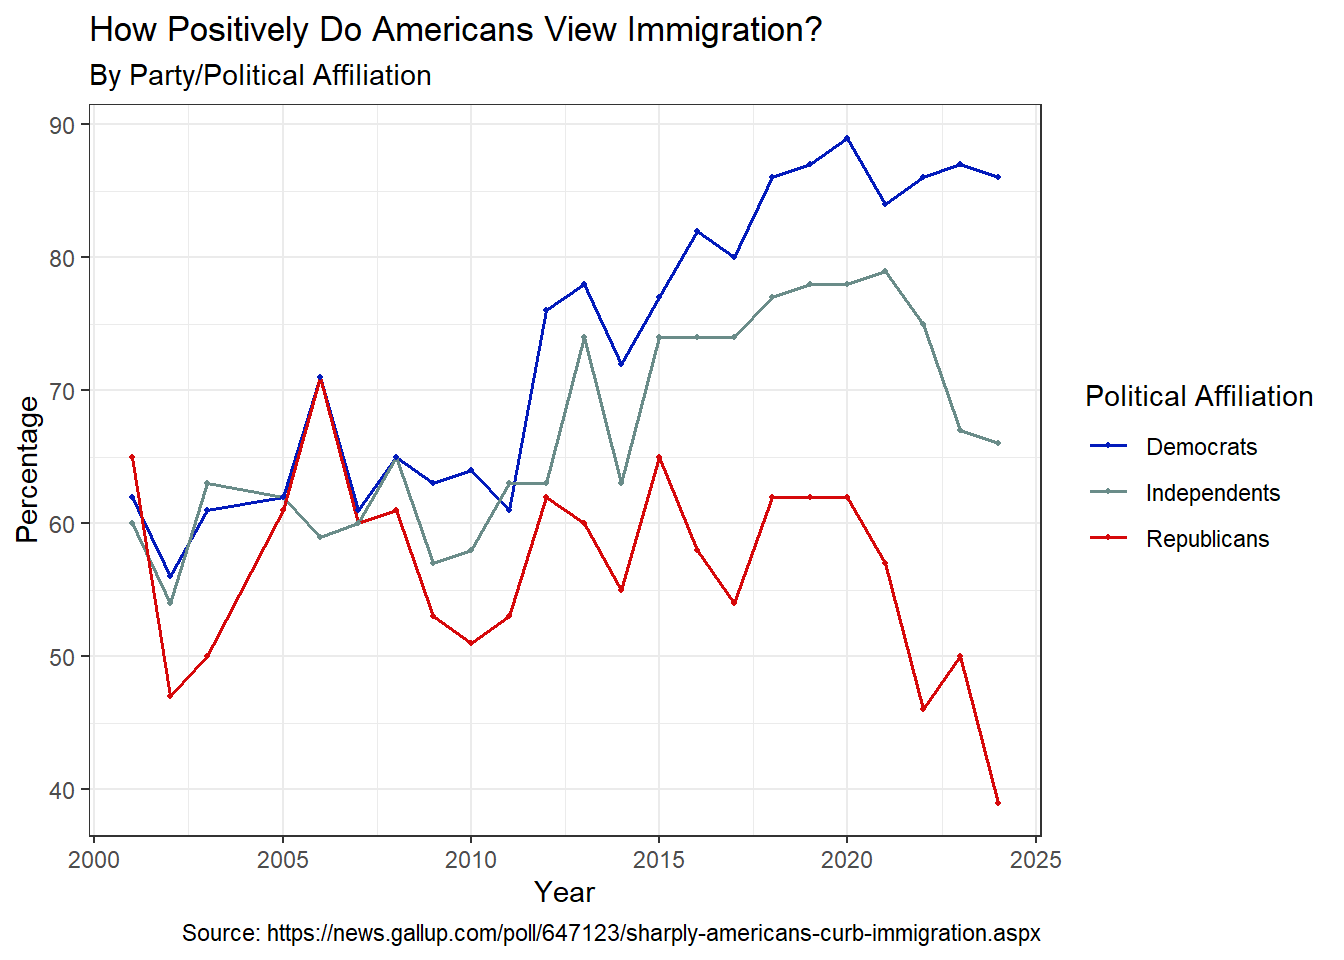 How Positively Do Americans View Immigration?
By Party/Political Affiliation
90
80
70
60
50
40
Percentage
2000 2005 2010 2015 2020 2025
Year
Political Affiliation
Democrats
Independents
Republicans
Source: https://news.gallup.com/poll/647123/sharply-americans-curb-immigration.aspx